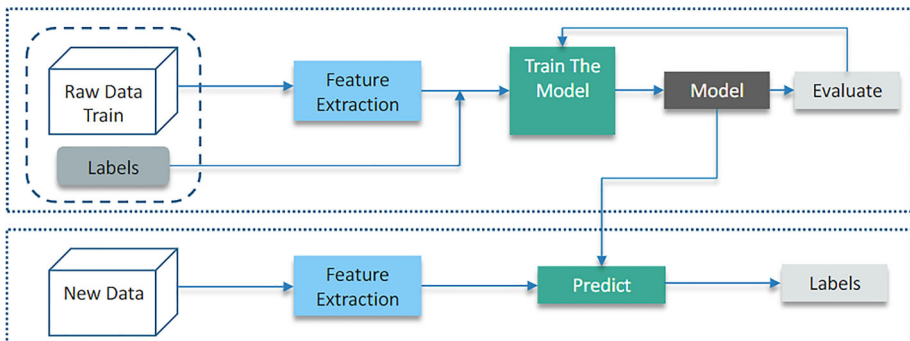 Raw Data
Train
Labels
Feature
Extraction
Train The
Model
Model
Evaluate
New Data
Feature
Extraction
Predict
Labels